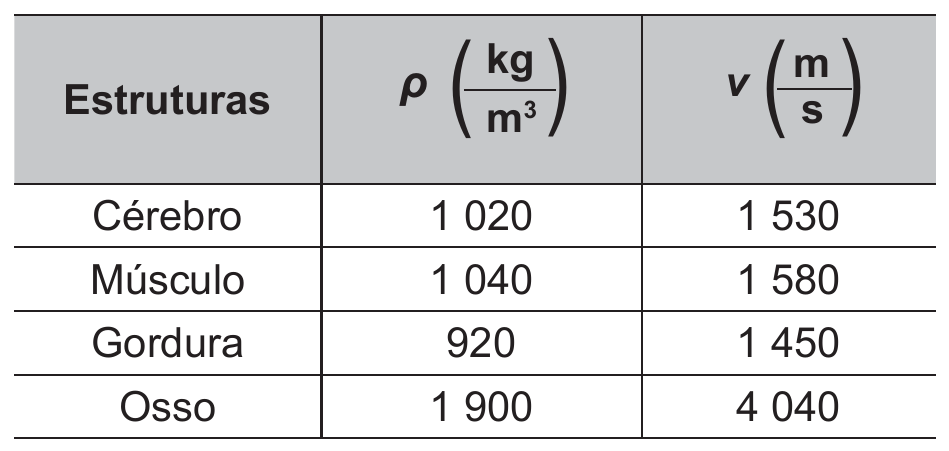 Estruturas ρ (kg/m³) v (m/s)
Cérebro 1 020 1 530
Músculo 1 040 1 580
Gordura 920 1 450
Osso 1 900 4 040